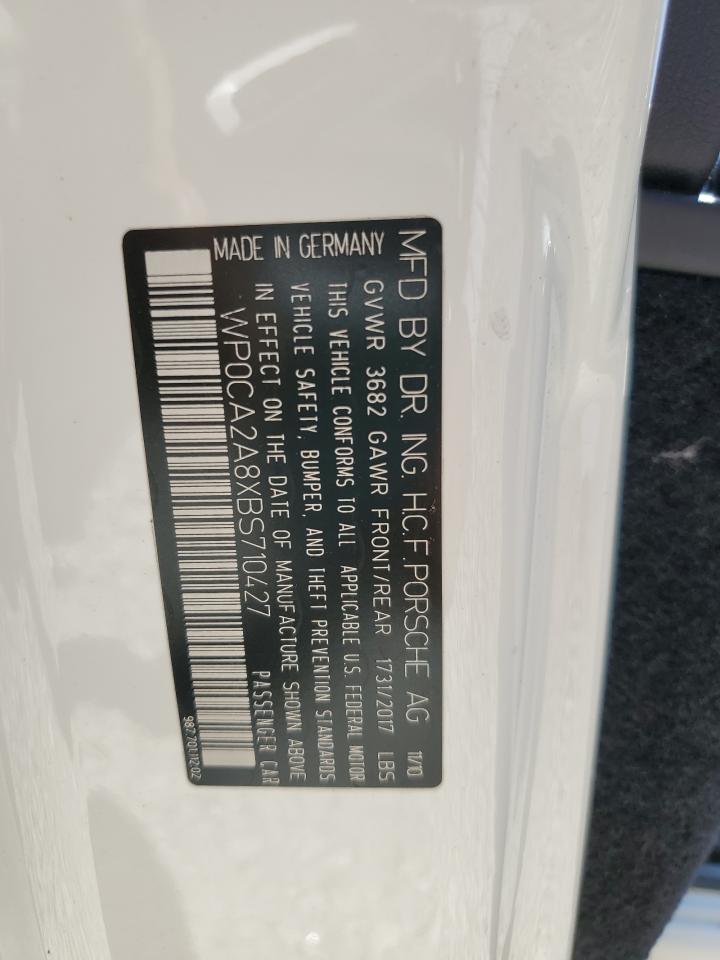 MFD BY DR. ING. H.C.F. PORSCHE AG 11/10
GVWR 3682 GAWR FRONT/REAR 1731/2017 LBS
THIS VEHICLE CONFORMS TO ALL APPLICABLE U.S. FEDERAL MOTOR
VEHICLE SAFETY, BUMPER, AND THEFT PREVENTION STANDARDS
IN EFFECT ON THE DATE OF MANUFACTURE SHOWN ABOVE
MADE IN GERMANY WP0CA2A8XBS710427 PASSENGER CAR
987.701.112.02